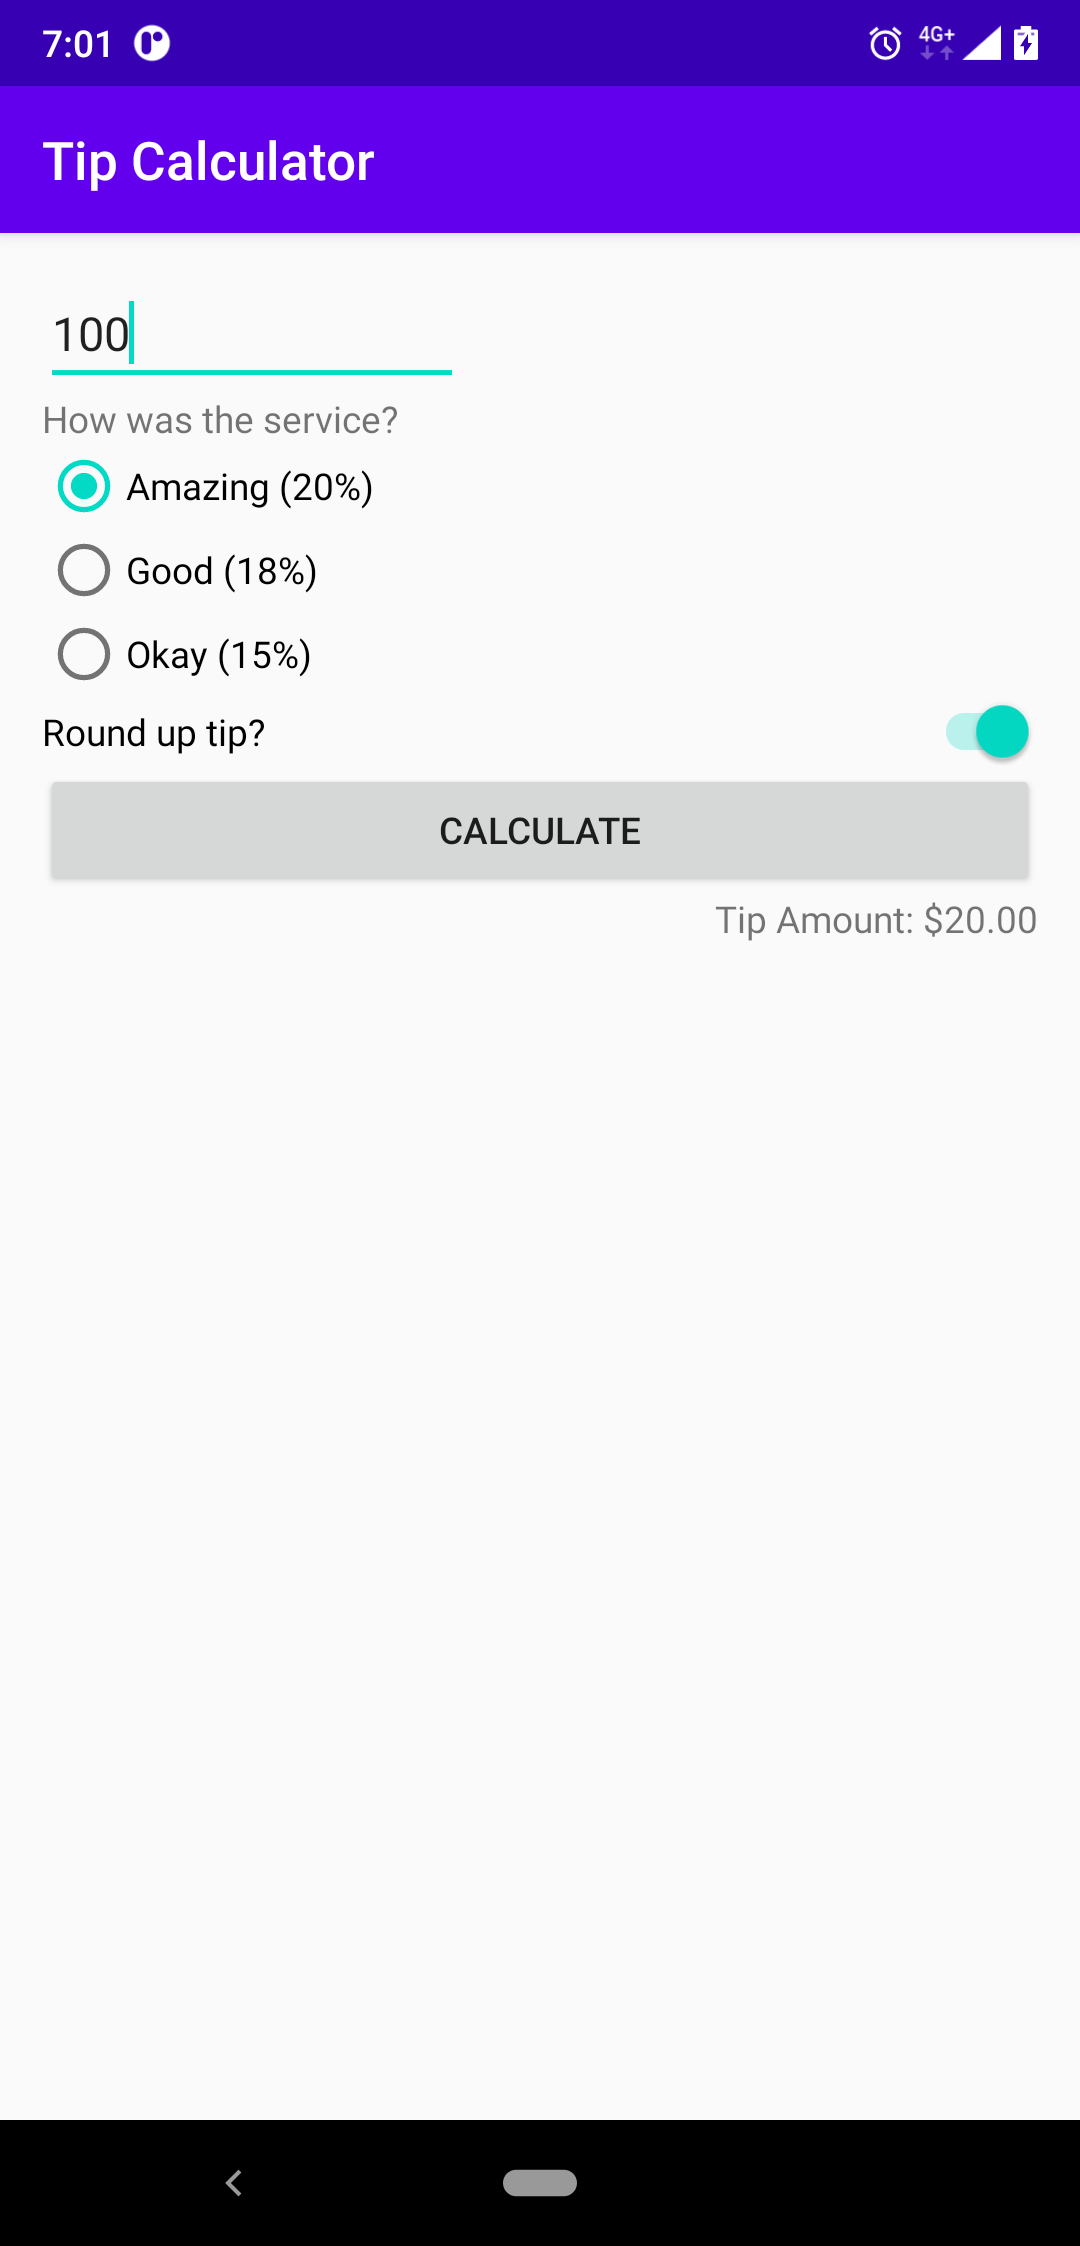 7:01
4G+
Tip Calculator
100
How was the service?
Amazing (20%)
Good (18%)
Okay (15%)
Round up tip?
CALCULATE
Tip Amount: $20.00